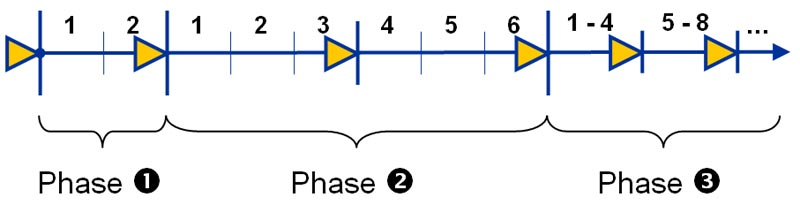 1 2 1 2 3 4 5 6 1 - 4 5 - 8 ...
Phase ❶ Phase ❷ Phase ❸